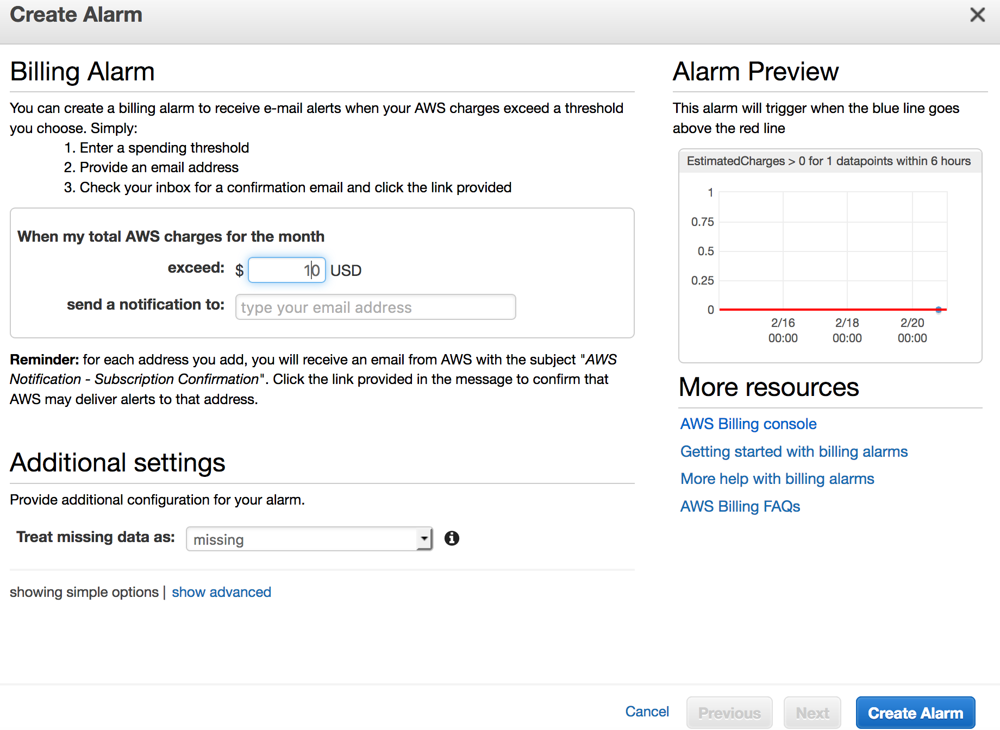 Create Alarm
Billing Alarm
You can create a billing alarm to receive e-mail alerts when your AWS charges exceed a threshold
you choose. Simply:
1. Enter a spending threshold
2. Provide an email address
3. Check your inbox for a confirmation email and click the link provided
When my total AWS charges for the month
exceed: $ 10 USD
send a notification to: type your email address
Reminder: for each address you add, you will receive an email from AWS with the subject "AWS
Notification - Subscription Confirmation". Click the link provided in the message to confirm that
AWS may deliver alerts to that address.
Additional settings
Provide additional configuration for your alarm.
Treat missing data as: missing
showing simple options | show advanced
Alarm Preview
This alarm will trigger when the blue line goes
above the red line
EstimatedCharges > 0 for 1 datapoints within 6 hours
1
0.75
0.5
0.25
0
2/16 2/18 2/20
00:00 00:00 00:00
More resources
AWS Billing console
Getting started with billing alarms
More help with billing alarms
AWS Billing FAQs
Cancel Previous Next Create Alarm